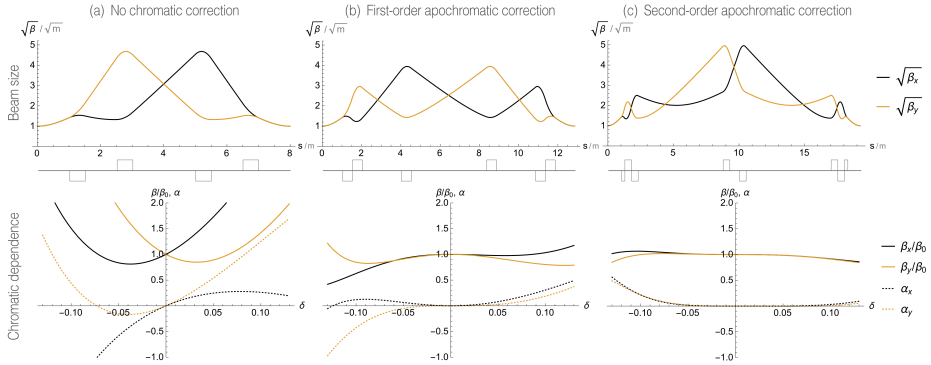 (a) No chromatic correction
(b) First-order apochromatic correction
(c) Second-order apochromatic correction
Beam size
√β / √m
5
4
3
2
1
0 2 4 6 8
s / m
√β / √m
5
4
3
2
1
0 2 4 6 8 10 12
s / m
√β / √m
5
4
3
2
1
0 5 10 15
s / m
√βx
√βy
Chromatic dependence
β/β0, α
2.0
1.5
1.0
0.5
0
-0.5
-1.0
-0.10 -0.05 0.05 0.10
δ
β/β0, α
2.0
1.5
1.0
0.5
0
-0.5
-1.0
-0.10 -0.05 0.05 0.10
δ
β/β0, α
2.0
1.5
1.0
0.5
0
-0.5
-1.0
-0.10 -0.05 0.05 0.10
δ
βx/β0
βy/β0
αx
αy